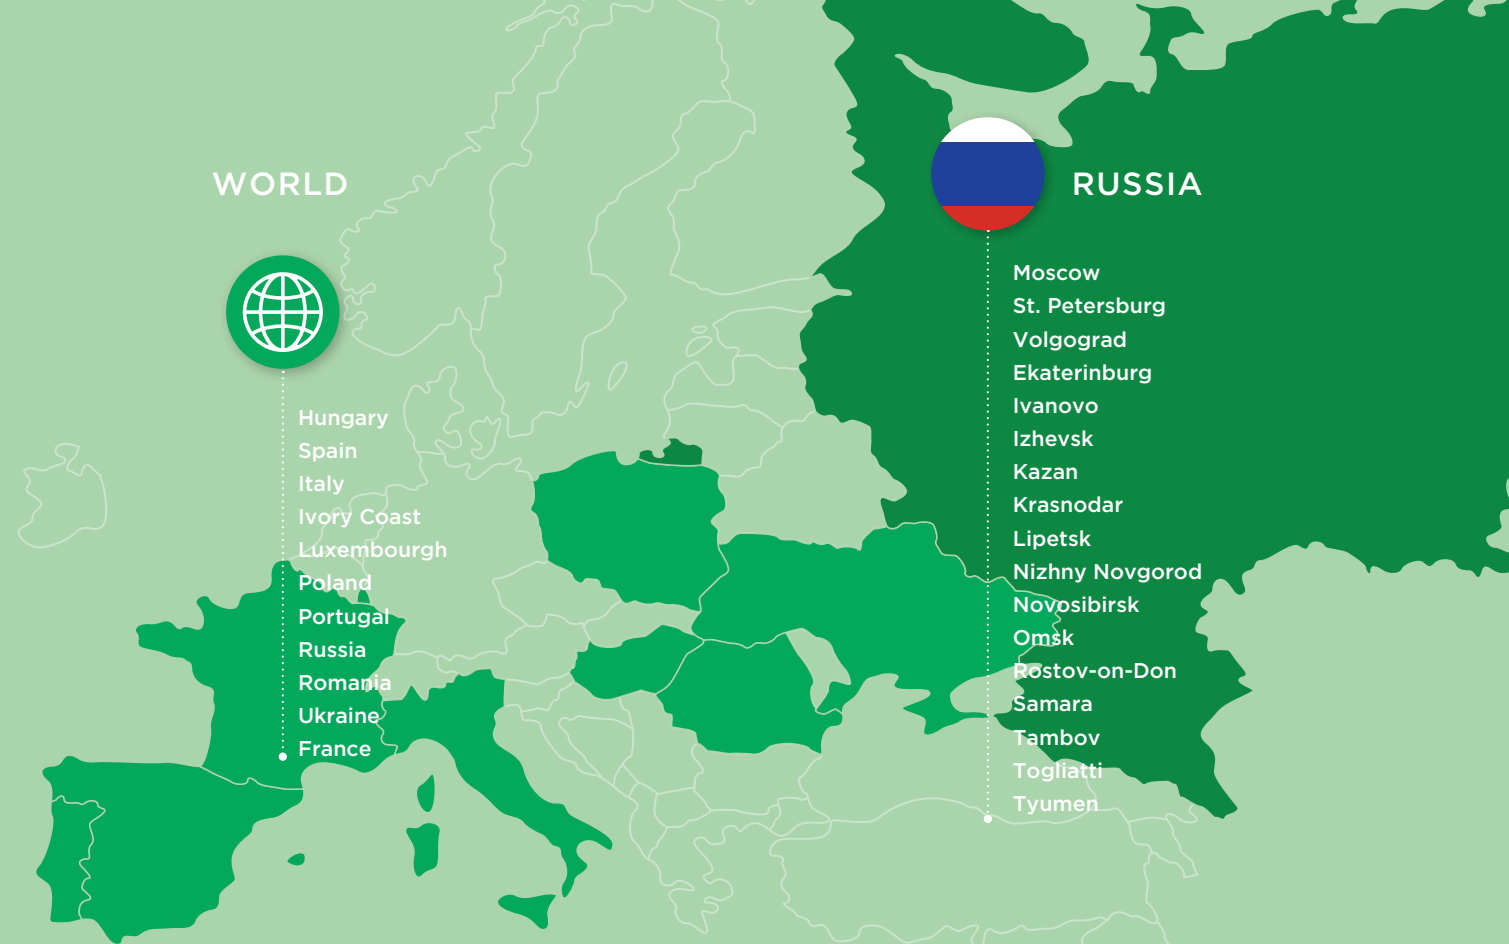 WORLD
Hungary
Spain
Italy
Ivory Coast
Luxembourgh
Poland
Portugal
Russia
Romania
Ukraine
France
RUSSIA
Moscow
St. Petersburg
Volgograd
Ekaterinburg
Ivanovo
Izhevsk
Kazan
Krasnodar
Lipetsk
Nizhny Novgorod
Novosibirsk
Omsk
Rostov-on-Don
Samara
Tambov
Togliatti
Tyumen